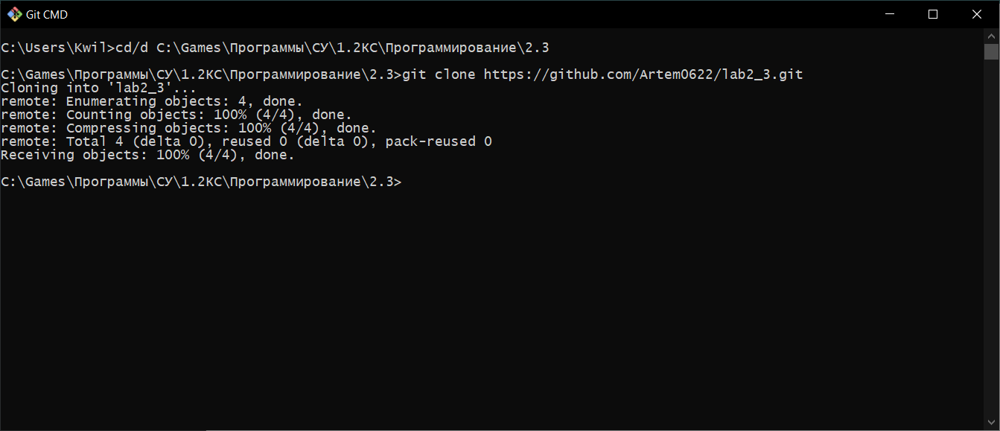 Git CMD
C:\Users\Kwil>cd/d C:\Games\Программы\СУ\1.2КС\Программирование\2.3
C:\Games\Программы\СУ\1.2КС\Программирование\2.3>git clone https://github.com/Artem0622/lab2_3.git
Cloning into 'lab2_3'...
remote: Enumerating objects: 4, done.
remote: Counting objects: 100% (4/4), done.
remote: Compressing objects: 100% (4/4), done.
remote: Total 4 (delta 0), reused 0 (delta 0), pack-reused 0
Receiving objects: 100% (4/4), done.
C:\Games\Программы\СУ\1.2КС\Программирование\2.3>